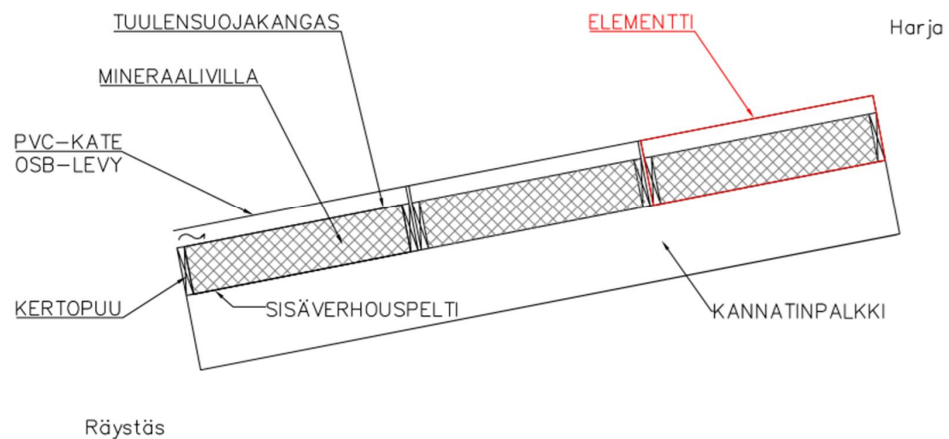 TUULENSUOJAKANGAS
ELEMENTTI
Harja
MINERAALIVILLA
PVC-KATE
OSB-LEVY
KERTOPUU
SISÄVERHOUSPELTI
KANNATINPALKKI
Räystäs